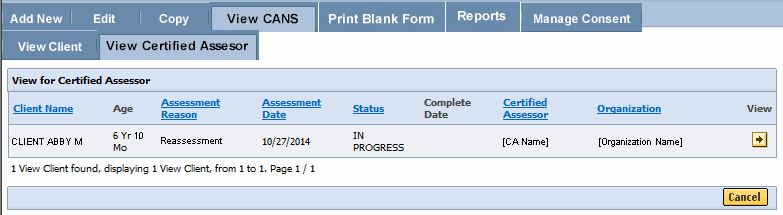 Add New Edit Copy View CANS Print Blank Form Reports Manage Consent
View Client View Certified Assesor
View for Certified Assessor
Client Name Age Assessment Reason Assessment Date Status Complete Date Certified Assessor Organization View
CLIENT ABBY M 6 Yr 10 Mo Reassessment 10/27/2014 IN PROGRESS [CA Name] [Organization Name]
1 View Client found, displaying 1 View Client, from 1 to 1. Page 1 / 1
Cancel